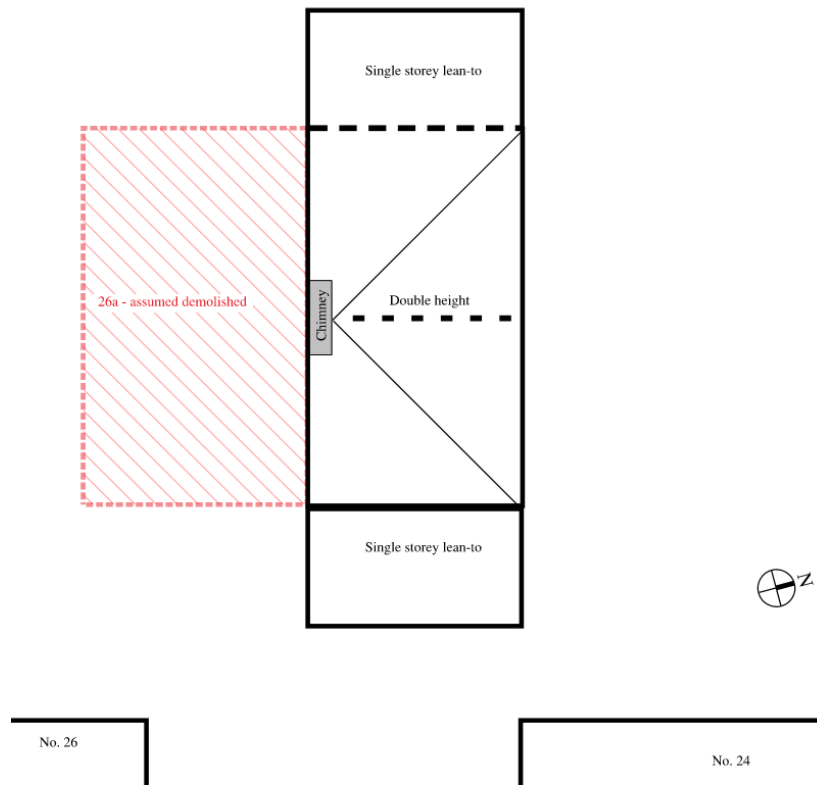 Single storey lean-to
26a - assumed demolished
Chimney
Double height
Single storey lean-to
N
No. 26
No. 24